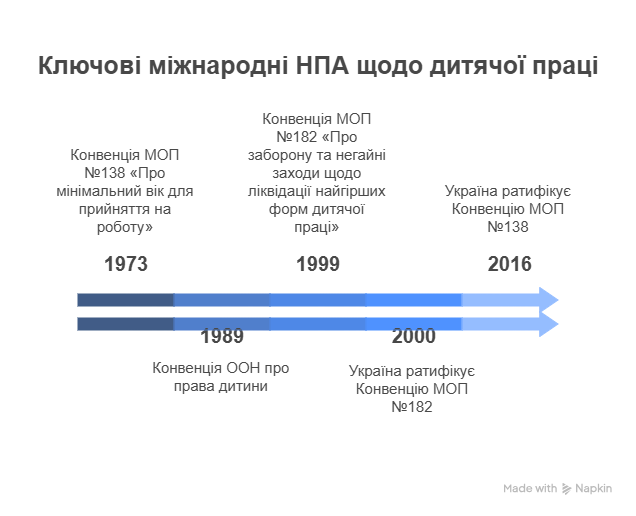 Ключові міжнародні НПА щодо дитячої праці
Конвенція МОП
№138 «Про
мінімальний вік для
прийняття на
роботу»
1973
Конвенція МОП
№182 «Про
заборону та негайні
заходи щодо
ліквідації найгірших
форм дитячої
праці»
1999
Україна ратифікує
Конвенцію МОП
№138
2016
1989
Конвенція ООН про
права дитини
2000
Україна ратифікує
Конвенцію МОП
№182
Made with Napkin